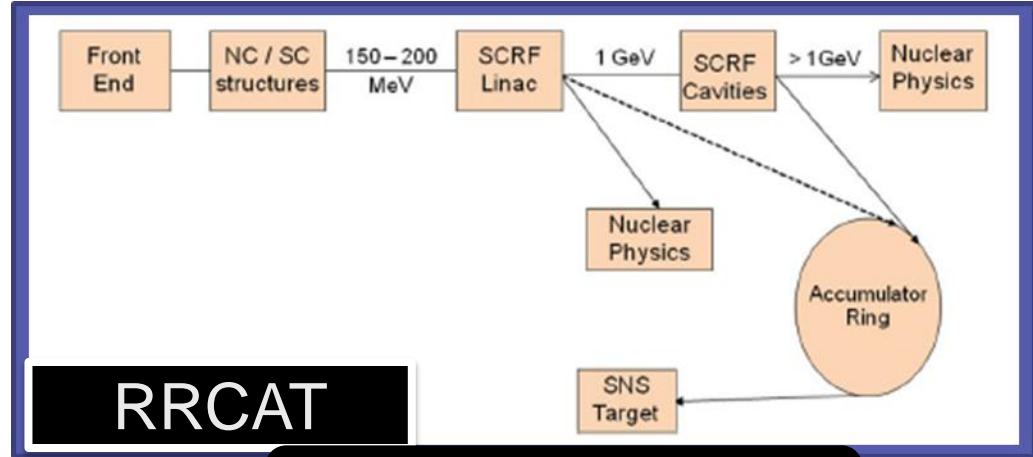 Front
End
NC / SC
structures
150–200
MeV
SCRF
Linac
1 GeV
SCRF
Cavities
> 1GeV
Nuclear
Physics
Nuclear
Physics
Accumulator
Ring
SNS
Target
RRCAT